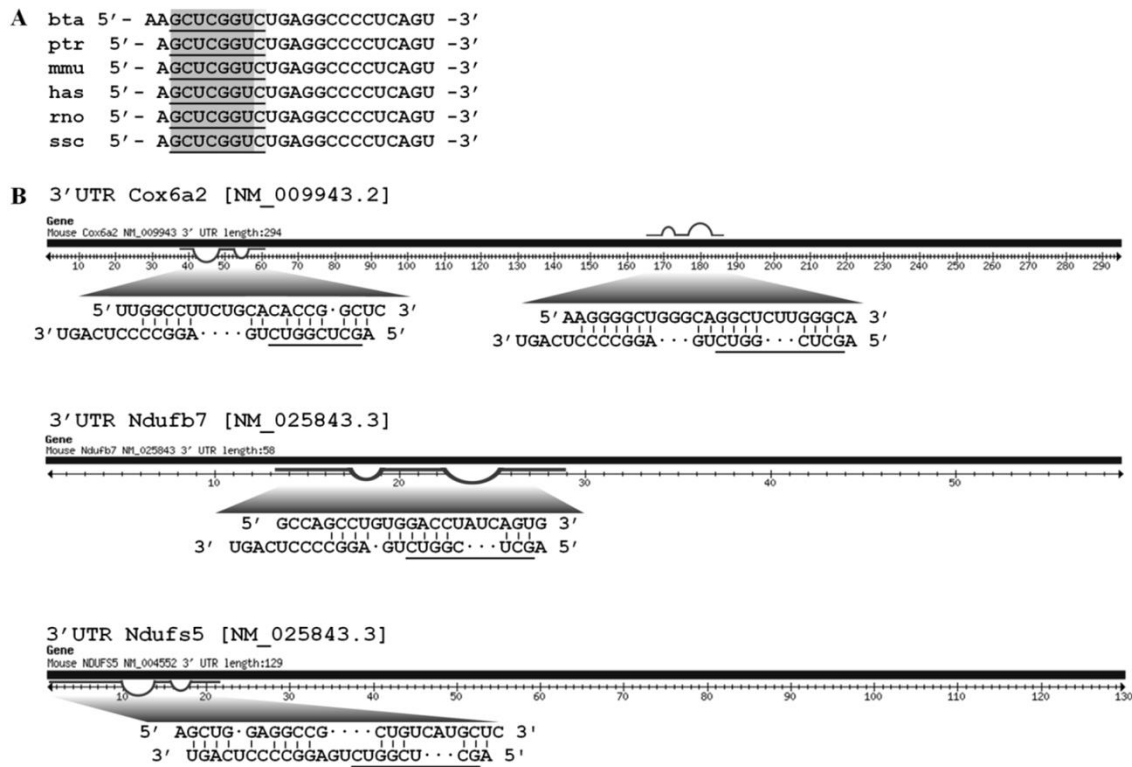 A
bta 5'- AAGCUCGGUCUGAGGCCCCUCAGU -3'
ptr 5'- AGCUCGGUCUGAGGCCCCUCAGU -3'
mmu 5'- AGCUCGGUCUGAGGCCCCUCAGU -3'
has 5'- AGCUCGGUCUGAGGCCCCUCAGU -3'
rno 5'- AGCUCGGUCUGAGGCCCCUCAGU -3'
ssc 5'- AGCUCGGUCUGAGGCCCCUCAGU -3'
B 3'UTR Cox6a2 [NM_009943.2]
Gene
Mouse Cox6a2 NM_009943 3' UTR length:294
10 20 30 40 50 60 70 80 90 100 110 120 130 140 150 160 170 180 190 200 210 220 230 240 250 260 270 280 290
5'UUGGCCUUCUGCACACCG·GCUC 3'
3'UGACUCCCCGGA····GUCUGGCUCGA 5'
5'AAGGGGCUGGGCAGGCUCUUGGGCA 3'
3'UGACUCCCCGGA···GUCUGG···CUCGA 5'
3'UTR Ndufb7 [NM_025843.3]
Gene
Mouse Ndufb7 NM_025843 3' UTR length:58
10 20 30 40 50
5' GCCAGCCUGUGGACCUAUCAGUG 3'
3' UGACUCCCCGGA·GUCUGGC···UCGA 5'
3'UTR Ndufs5 [NM_025843.3]
Gene
Mouse NDUFS5 NM_004552 3' UTR length:129
10 20 30 40 50 60 70 80 90 100 110 120 130
5' AGCUG·GAGGCCG····CUGUCAUGCUC 3'
3' UGACUCCCCGGAGUCUGGCU···CGA 5'